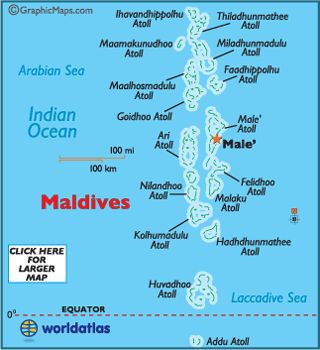 ©GraphicMaps.com
Ihavandhippolhu
Atoll
Thiladhunmathee
Atoll
Maamakunudhoo
Atoll
Miladhunmadulu
Atoll
Arabian Sea
Faadhippolhu
Atoll
Maalhosmadulu
Atoll
Goidhoo Atoll
Indian
Ocean
Male'
Atoll
Ari
Atoll
Male'
100 mi
100 km
Felidhoo
Atoll
Nilandhoo
Atoll
Malaku
Atoll
Maldives
Kolhumadulu
Atoll
Hadhdhunmathee
Atoll
CLICK HERE
FOR
LARGER
MAP
Huvadhoo
Atoll
Laccadive Sea
0°
EQUATOR
worldatlas
Addu Atoll